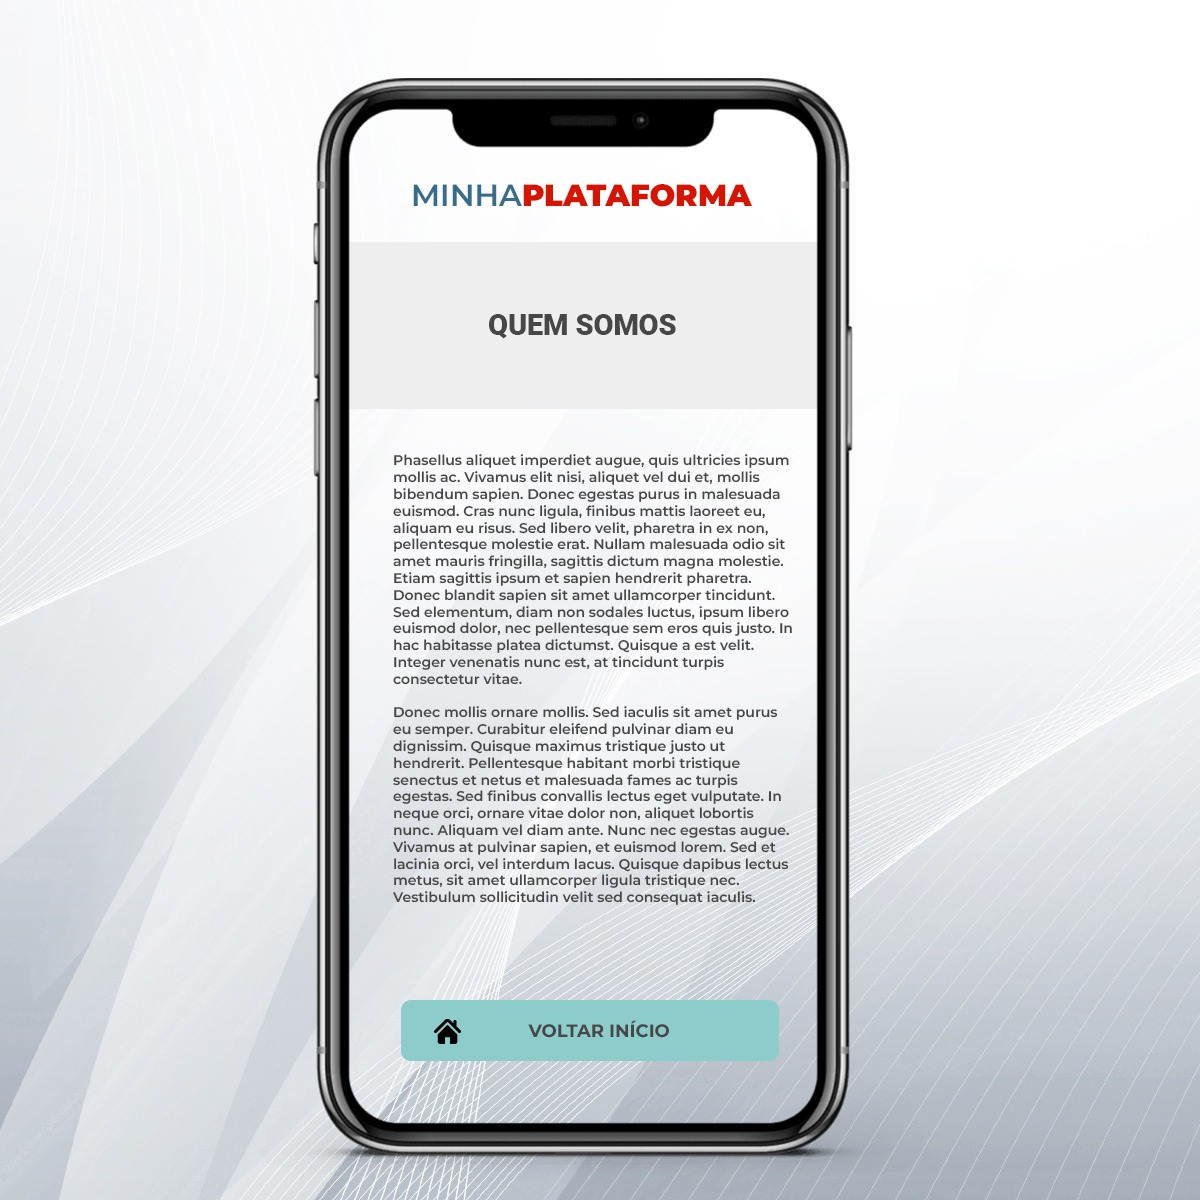 MINHAPLATAFORMA
QUEM SOMOS
Phasellus aliquet imperdiet augue, quis ultricies ipsum
mollis ac. Vivamus elit nisi, aliquet vel dui et, mollis
bibendum sapien. Donec egestas purus in malesuada
euismod. Cras nunc ligula, finibus mattis laoreet eu,
aliquam eu risus. Sed libero velit, pharetra in ex non,
pellentesque molestie erat. Nullam malesuada odio sit
amet mauris fringilla, sagittis dictum magna molestie.
Etiam sagittis ipsum et sapien hendrerit pharetra.
Donec blandit sapien sit amet ullamcorper tincidunt.
Sed elementum, diam non sodales luctus, ipsum libero
euismod dolor, nec pellentesque sem eros quis justo. In
hac habitasse platea dictumst. Quisque a est velit.
Integer venenatis nunc est, at tincidunt turpis
consectetur vitae.
Donec mollis ornare mollis. Sed iaculis sit amet purus
eu semper. Curabitur eleifend pulvinar diam eu
dignissim. Quisque maximus tristique justo ut
hendrerit. Pellentesque habitant morbi tristique
senectus et netus et malesuada fames ac turpis
egestas. Sed finibus convallis lectus eget vulputate. In
neque orci, ornare vitae dolor non, aliquet lobortis
nunc. Aliquam vel diam ante. Nunc nec egestas augue.
Vivamus at pulvinar sapien, et euismod lorem. Sed et
lacinia orci, vel interdum lacus. Quisque dapibus lectus
metus, sit amet ullamcorper ligula tristique nec.
Vestibulum sollicitudin velit sed consequat iaculis.
VOLTAR INÍCIO